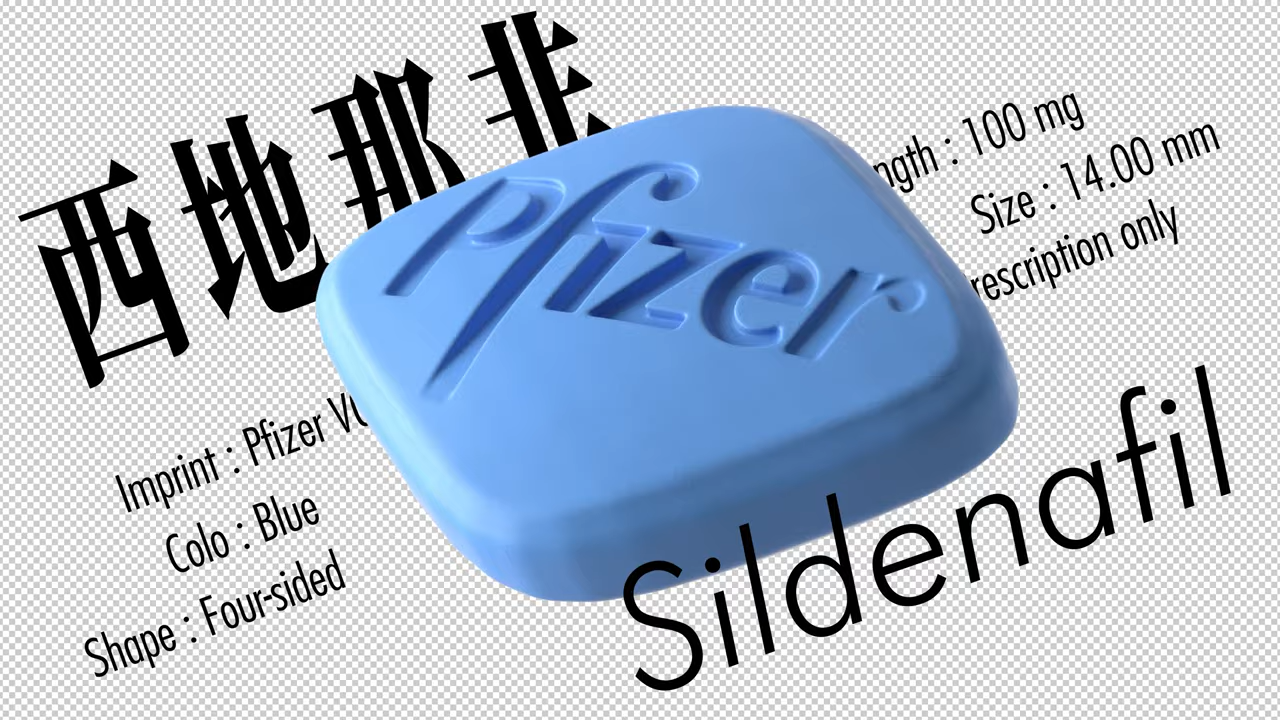 西地那非
Pfizer
ngth : 100 mg
Size : 14.00 mm
rescription only
Imprint : Pfizer V
Colo : Blue
Shape : Four-sided
Sildenafil